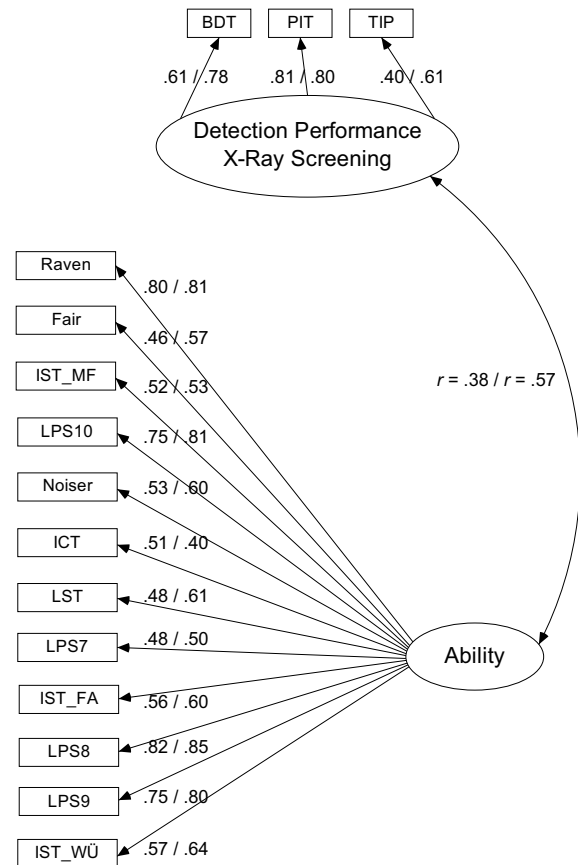 BDT PIT TIP
.61 / .78 .81 / .80 .40 / .61
Detection Performance
X-Ray Screening
Raven
.80 / .81
Fair
.46 / .57
IST_MF
.52 / .53
r = .38 / r = .57
LPS10
.75 / .81
Noiser
.53 / .60
ICT
.51 / .40
LST
.48 / .61
LPS7
.48 / .50
Ability
IST_FA
.56 / .60
LPS8
.82 / .85
LPS9
.75 / .80
IST_WÜ
.57 / .64